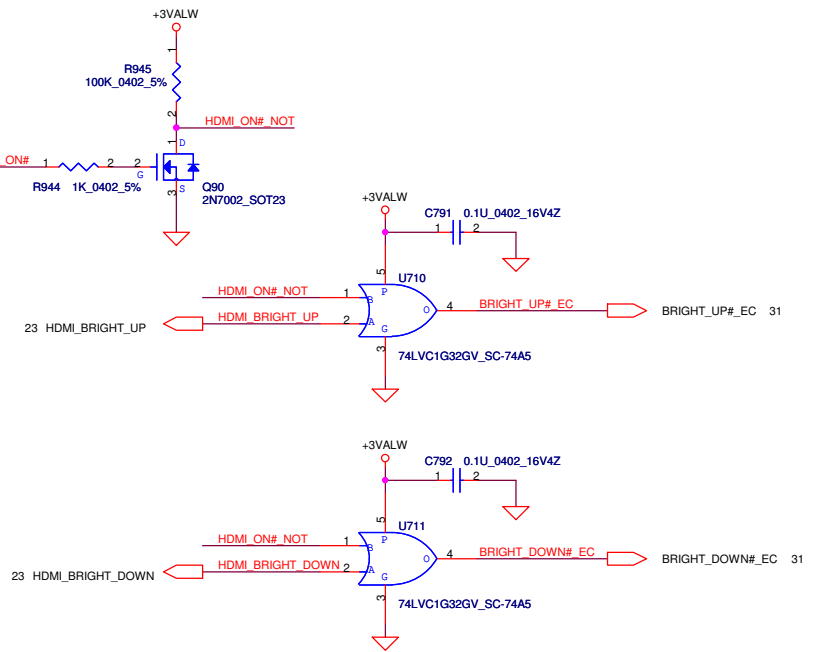 +3VALW
1
R945
100K_0402_5%
2
HDMI_ON#_NOT
1 D
_ON# 1 2 2
G
R944 1K_0402_5%
3 S
Q90
2N7002_SOT23
+3VALW
C791 0.1U_0402_16V4Z
1 2
5
U710
P
HDMI_ON#_NOT 1 B
HDMI_BRIGHT_UP 2 A
O 4 BRIGHT_UP#_EC
BRIGHT_UP#_EC 31
23 HDMI_BRIGHT_UP
G
3
74LVC1G32GV_SC-74A5
+3VALW
C792 0.1U_0402_16V4Z
1 2
5
U711
P
HDMI_ON#_NOT 1 B
HDMI_BRIGHT_DOWN 2 A
O 4 BRIGHT_DOWN#_EC
BRIGHT_DOWN#_EC 31
23 HDMI_BRIGHT_DOWN
G
3
74LVC1G32GV_SC-74A5